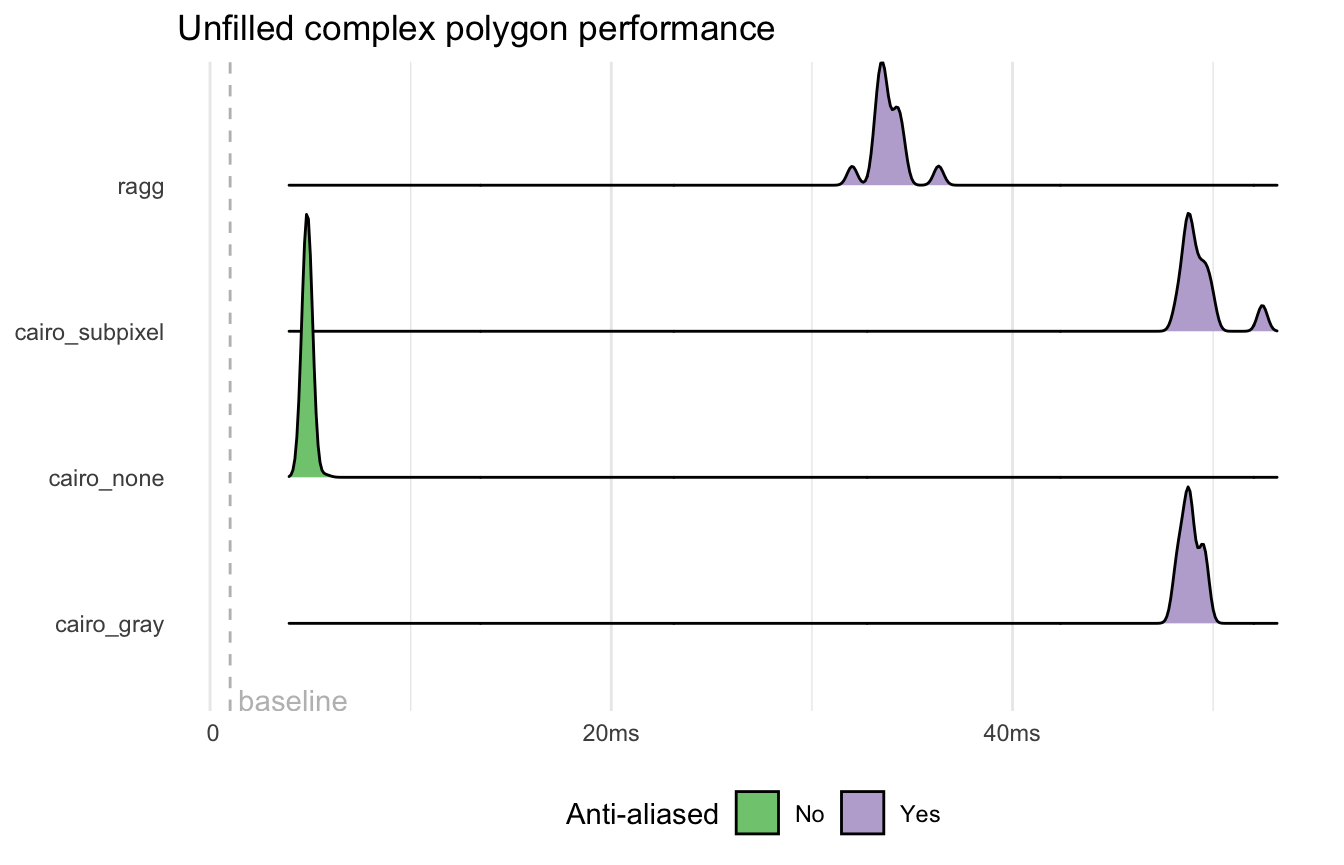 Unfilled complex polygon performance
ragg
cairo_subpixel
cairo_none
cairo_gray
baseline
0 20ms 40ms
Anti-aliased No Yes